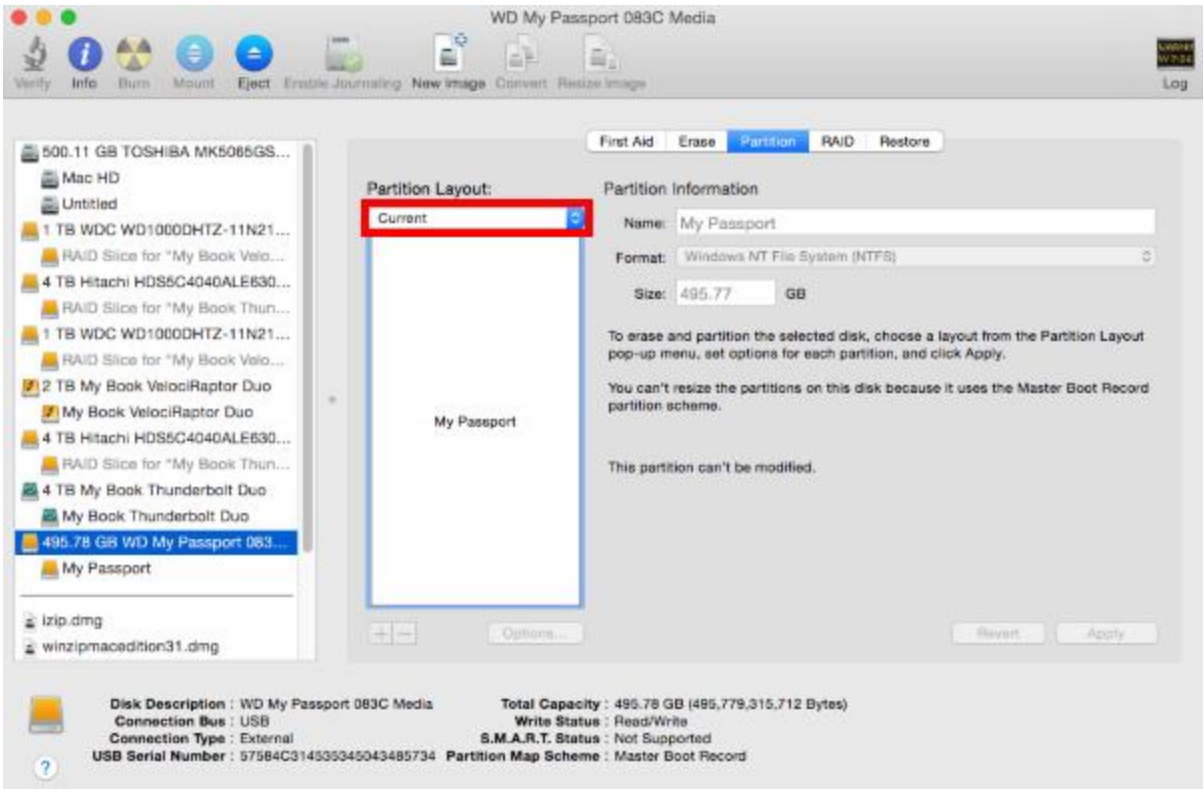 WD My Passport 083C Media
Verify Info Burn Mount Eject Enable Journaling New Image Convert Resize Image Log
First Aid Erase Partition RAID Restore
500.11 GB TOSHIBA MK5065GS...
Mac HD
Untitled
1 TB WDC WD1000DHTZ-11N21...
RAID Slice for "My Book Velo...
4 TB Hitachi HDS5C4040ALE630...
RAID Slice for "My Book Thun...
1 TB WDC WD1000DHTZ-11N21...
RAID Slice for "My Book Velo...
2 TB My Book VelociRaptor Duo
My Book VelociRaptor Duo
4 TB Hitachi HDS5C4040ALE630...
RAID Slice for "My Book Thun...
4 TB My Book Thunderbolt Duo
My Book Thunderbolt Duo
495.78 GB WD My Passport 083...
My Passport
izip.dmg
winzipmacedition31.dmg
Partition Layout:
Current
My Passport
Options...
Partition Information
Name: My Passport
Format: Windows NT File System (NTFS)
Size: 495.77 GB
To erase and partition the selected disk, choose a layout from the Partition Layout
pop-up menu, set options for each partition, and click Apply.
You can't resize the partitions on this disk because it uses the Master Boot Record
partition scheme.
This partition can't be modified.
Revert Apply
Disk Description : WD My Passport 083C Media
Connection Bus : USB
Connection Type : External
USB Serial Number : 57584C314535345043485734
Total Capacity : 495.78 GB (495,779,315,712 Bytes)
Write Status : Read/Write
S.M.A.R.T. Status : Not Supported
Partition Map Scheme : Master Boot Record
?